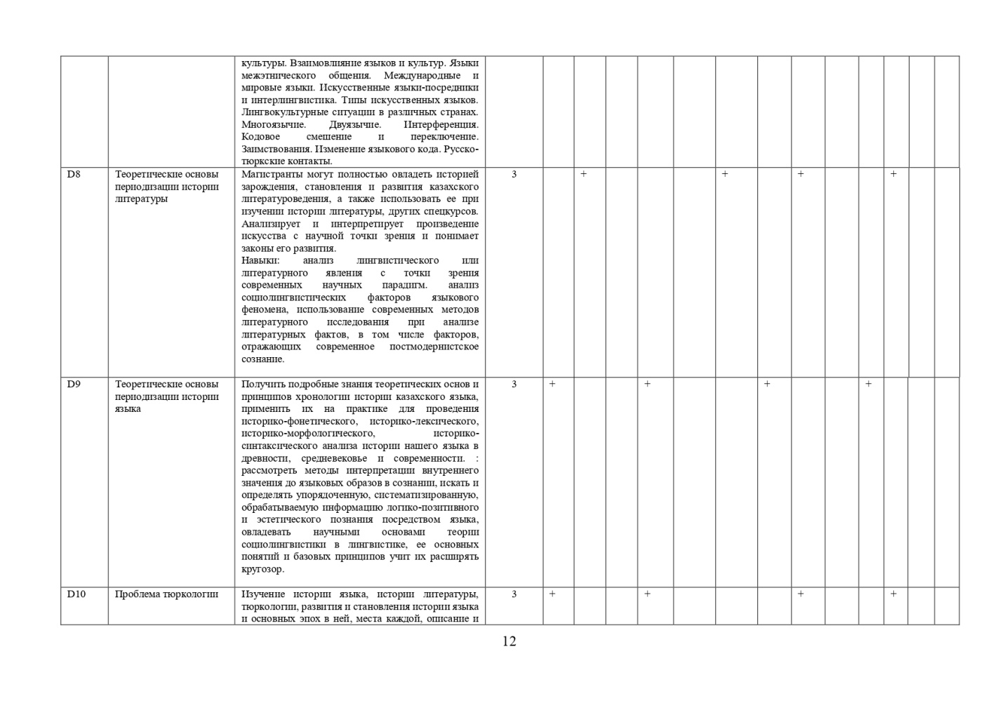 культуры. Взаимовлияние языков и культур. Языки
межэтнического общения. Международные и
мировые языки. Искусственные языки-посредники
и интерлингвистика. Типы искусственных языков.
Лингвокультурные ситуации в различных странах.
Многоязычие. Двуязычие. Интерференция.
Кодовое смешение и переключение.
Заимствования. Изменение языкового кода. Русско-
тюркские контакты.
D8
Теоретические основы
периодизации истории
литературы
Магистранты могут полностью овладеть историей
зарождения, становления и развития казахского
литературоведения, а также использовать ее при
изучении истории литературы, других спецкурсов.
Анализирует и интерпретирует произведение
искусства с научной точки зрения и понимает
законы его развития.
Навыки: анализ лингвистического или
литературного явления с точки зрения
современных научных парадигм. анализ
социолингвистических факторов языкового
феномена, использование современных методов
литературного исследования при анализе
литературных фактов, в том числе факторов,
отражающих современное постмодернистское
сознание.
3 + + + +
D9
Теоретические основы
периодизации истории
языка
Получить подробные знания теоретических основ и
принципов хронологии истории казахского языка,
применить их на практике для проведения
историко-фонетического, историко-лексического,
историко-морфологического, историко-
синтаксического анализа истории нашего языка в
древности, средневековье и современности. :
рассмотреть методы интерпретации внутреннего
значения до языковых образов в сознании, искать и
определять упорядоченную, систематизированную,
обрабатываемую информацию логико-позитивного
и эстетического познания посредством языка,
овладевать научными основами теории
социолингвистики в лингвистике, ее основных
понятий и базовых принципов учит их расширять
кругозор.
3 + + + +
D10
Проблема тюркологии
Изучение истории языка, истории литературы,
тюркологии, развития и становления истории языка
и основных эпох в ней, места каждой, описание и
3 + + + +
12